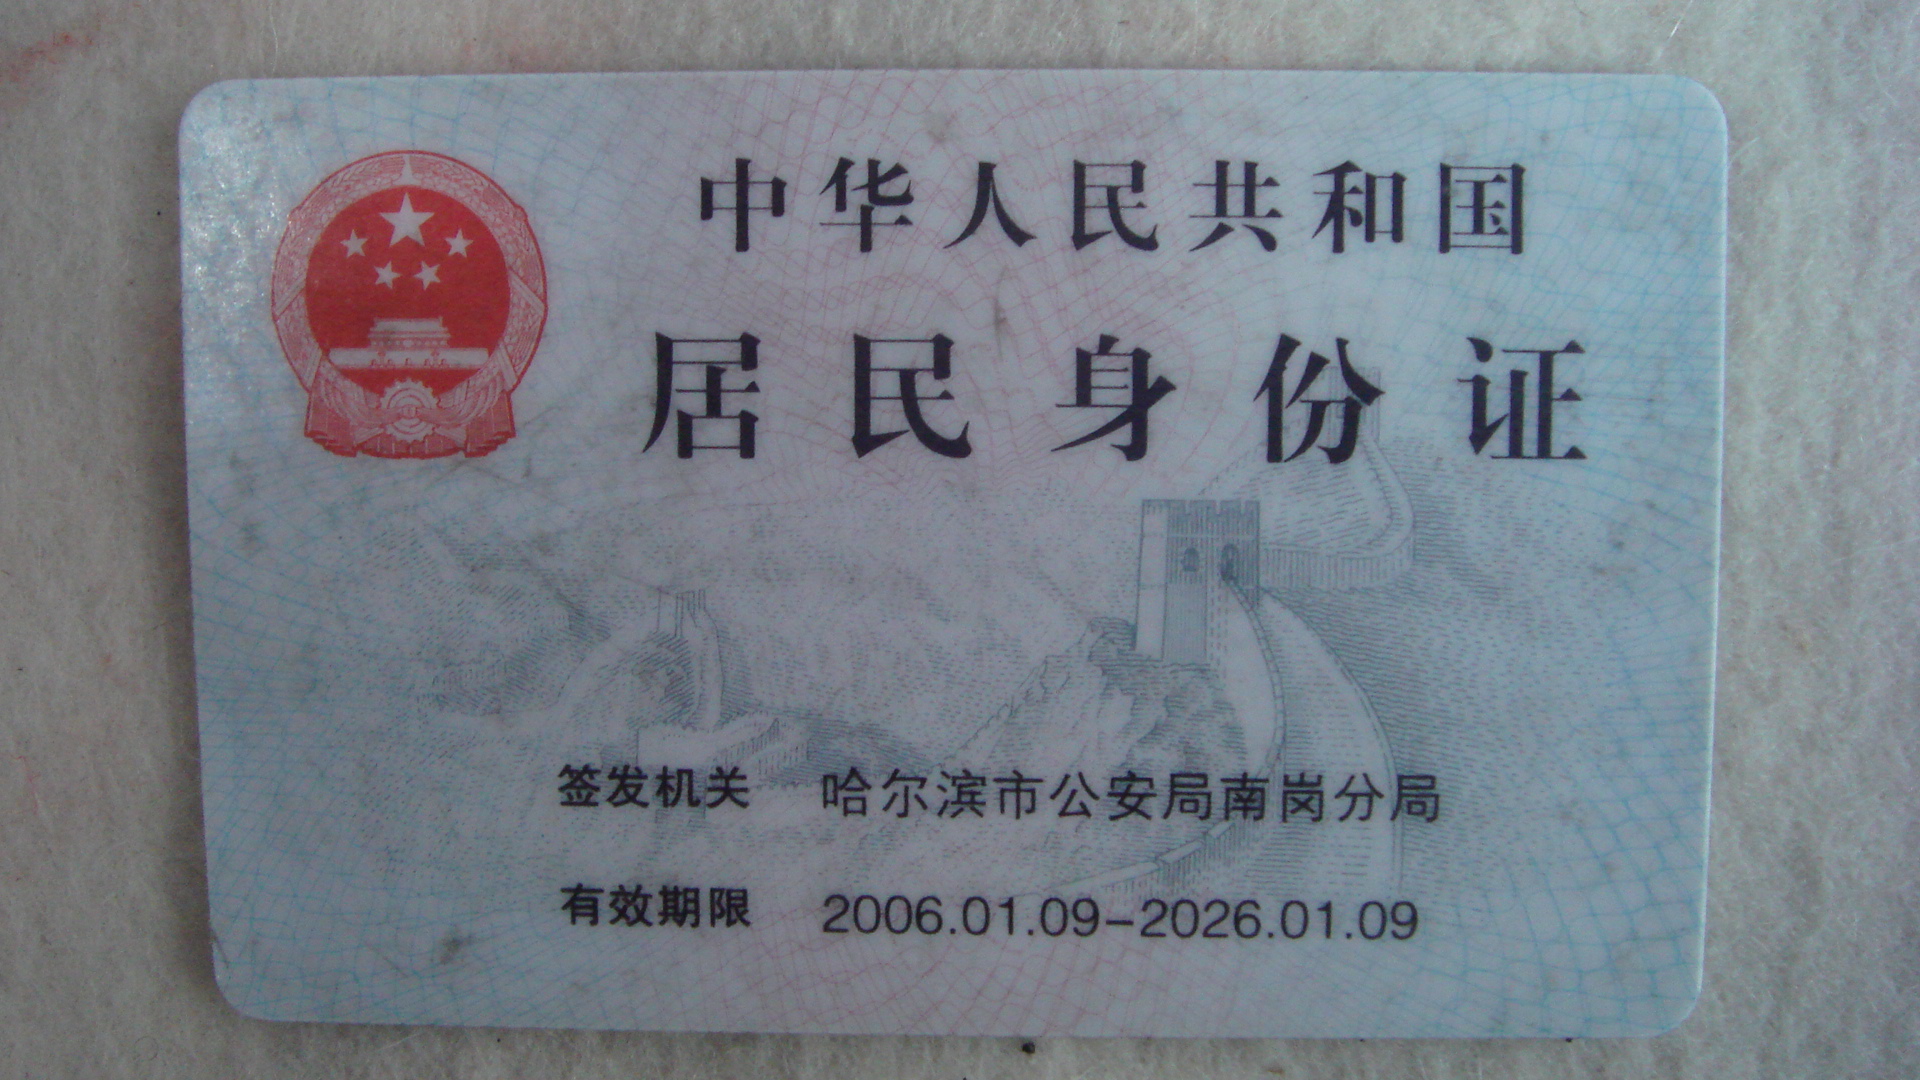 中华人民共和国
居民身份证
签发机关 哈尔滨市公安局南岗分局
有效期限 2006.01.09-2026.01.09